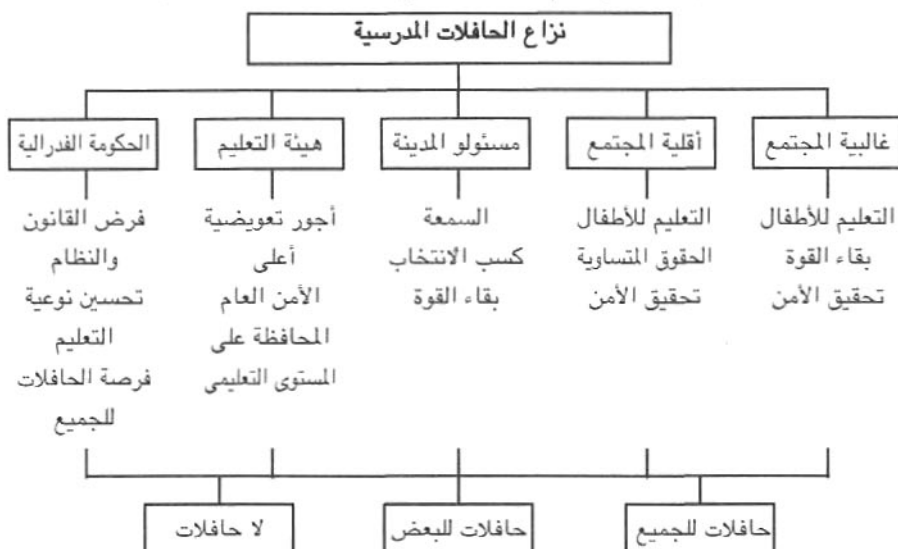 نزاع الحافلات المدرسية
غالبية المجتمع
أقلية المجتمع
مسئولو المدينة
هيئة التعليم
الحكومة الفدرالية
التعليم للأطفال
بقاء القوة
تحقيق الأمن
التعليم للأطفال
الحقوق المتساوية
تحقيق الأمن
السمعة
كسب الانتخاب
بقاء القوة
أجور تعويضية
أعلى
الأمن العام
المحافظة على
المستوى التعليمى
فرض القانون
والنظام
تحسين نوعية
التعليم
فرصة الحافلات
للجميع
حافلات للجميع
حافلات للبعض
لا حافلات